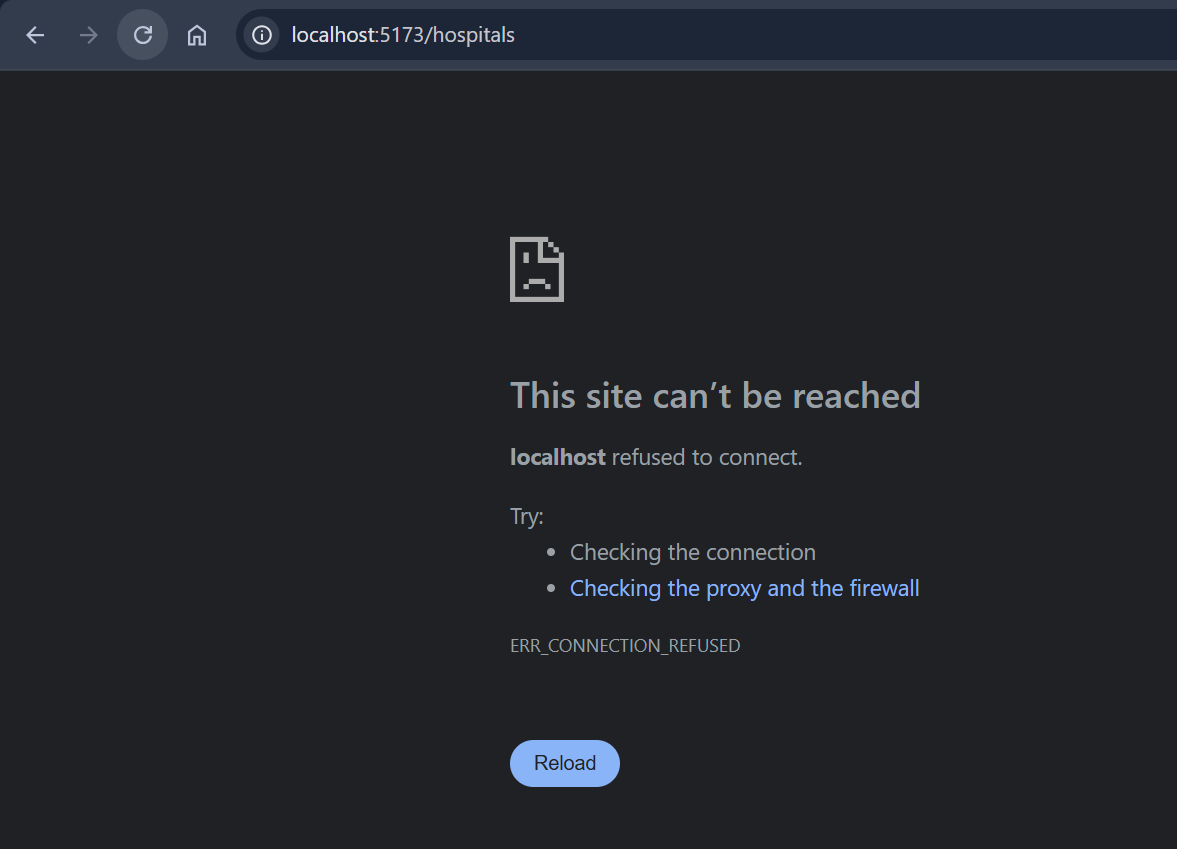 localhost:5173/hospitals
This site can’t be reached
localhost refused to connect.
Try:
Checking the connection
Checking the proxy and the firewall
ERR_CONNECTION_REFUSED
Reload